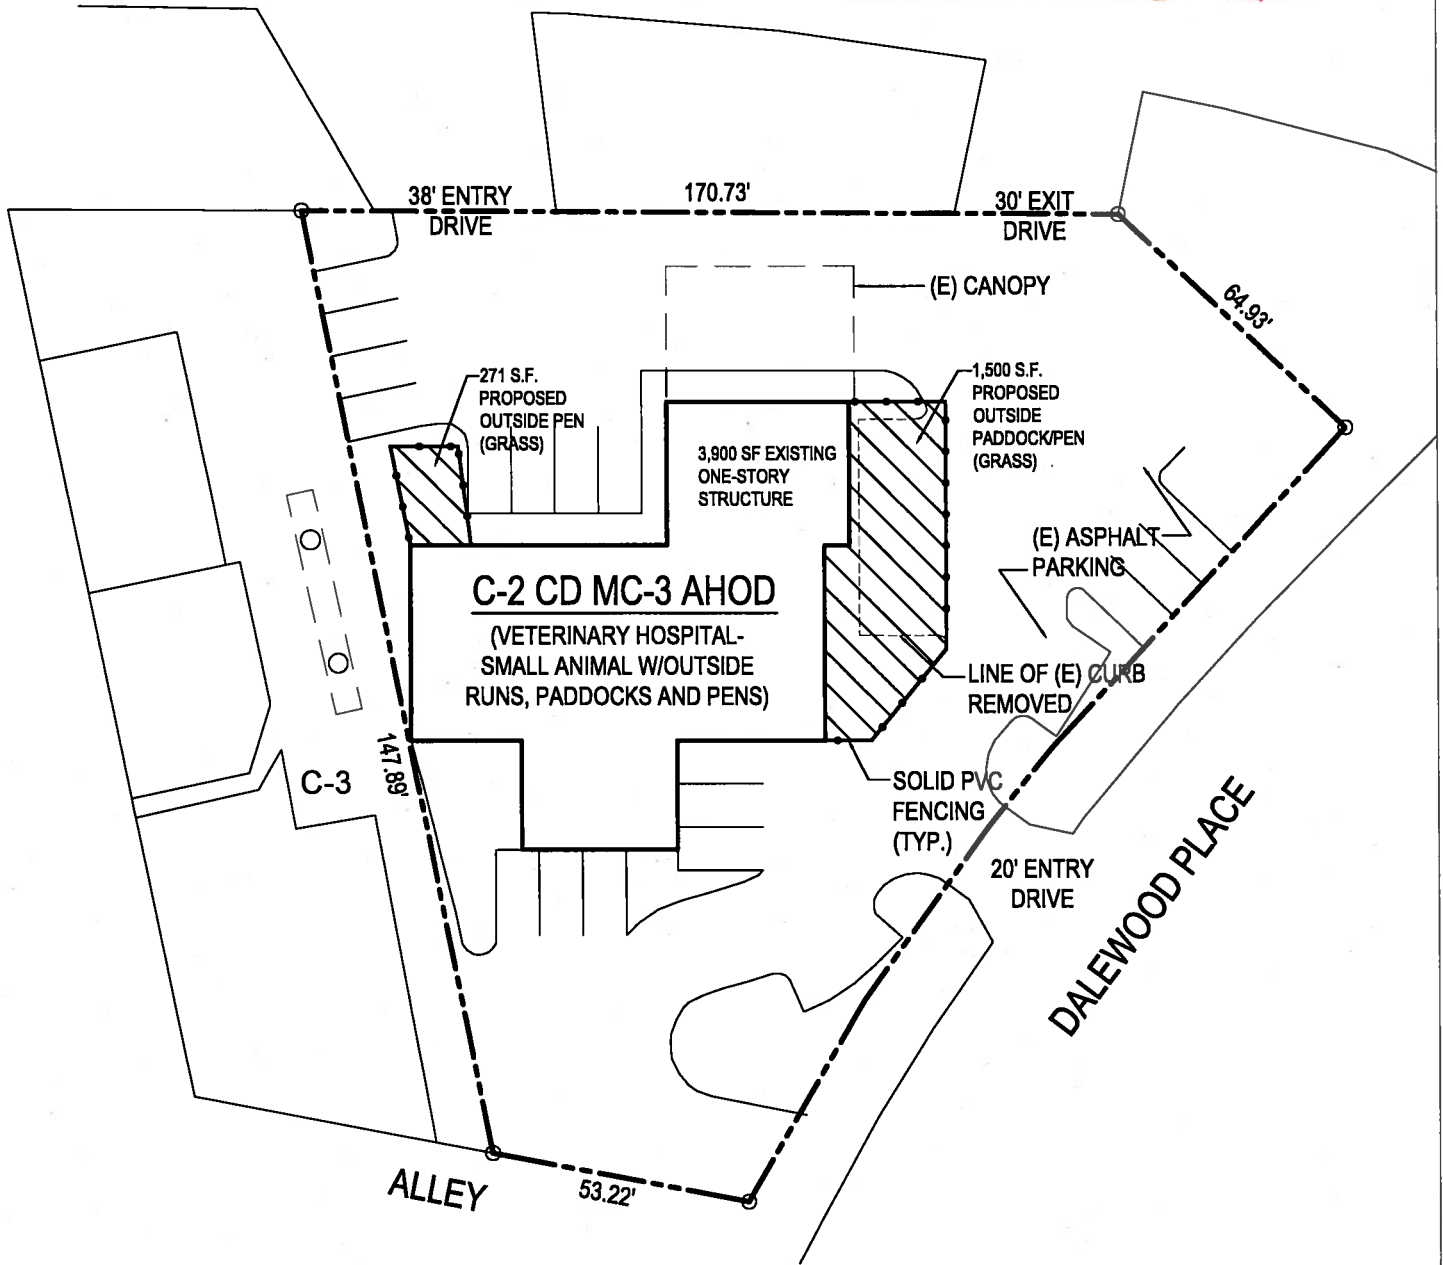 38' ENTRY
DRIVE
170.73'
30' EXIT
DRIVE
(E) CANOPY
64.93'
271 S.F.
PROPOSED
OUTSIDE PEN
(GRASS)
1,500 S.F.
PROPOSED
OUTSIDE
PADDOCK/PEN
(GRASS)
3,900 SF EXISTING
ONE-STORY
STRUCTURE
(E) ASPHALT
PARKING
C-2 CD MC-3 AHOD
(VETERINARY HOSPITAL-
SMALL ANIMAL W/OUTSIDE
RUNS, PADDOCKS AND PENS)
LINE OF (E) CURB
REMOVED
147.89'
C-3
SOLID PVC
FENCING
(TYP.)
20' ENTRY
DRIVE
DALEWOOD PLACE
ALLEY
53.22'